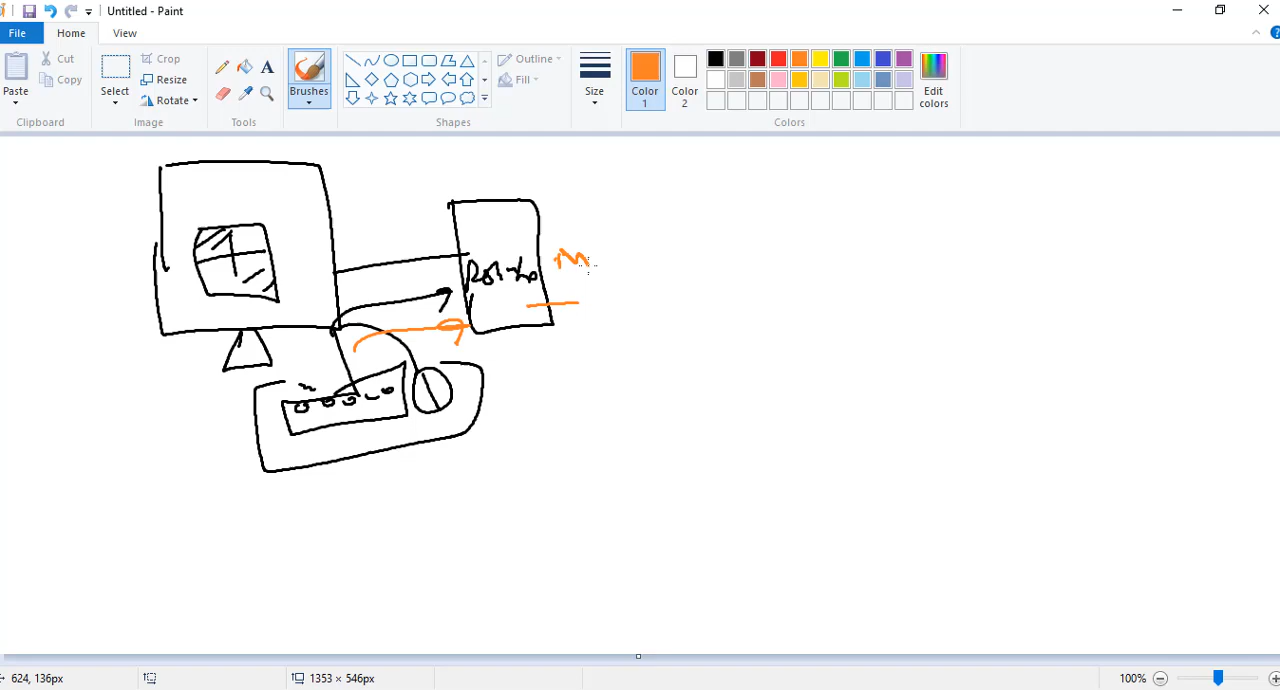 Untitled - Paint
File Home View
Paste Cut Copy Select Crop Resize Rotate Brushes Outline Fill Size Color 1 Color 2 Edit colors
Clipboard Image Tools Shapes Colors
M
624, 136px 1353 × 546px 100%